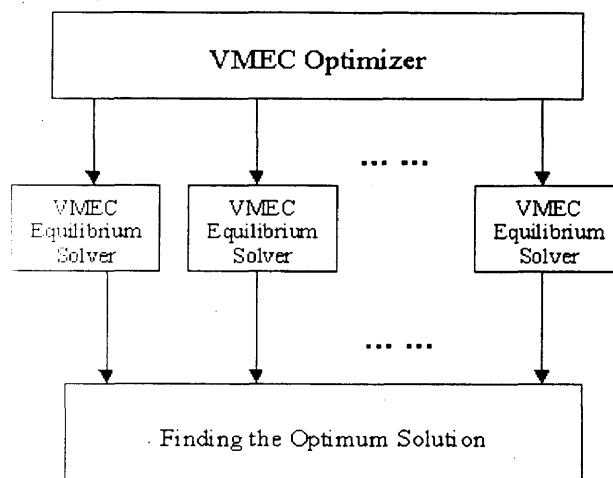 VMEC Optimizer
... ...
VMEC
Equilibrium
Solver
VMEC
Equilibrium
Solver
VMEC
Equilibrium
Solver
... ...
Finding the Optimum Solution